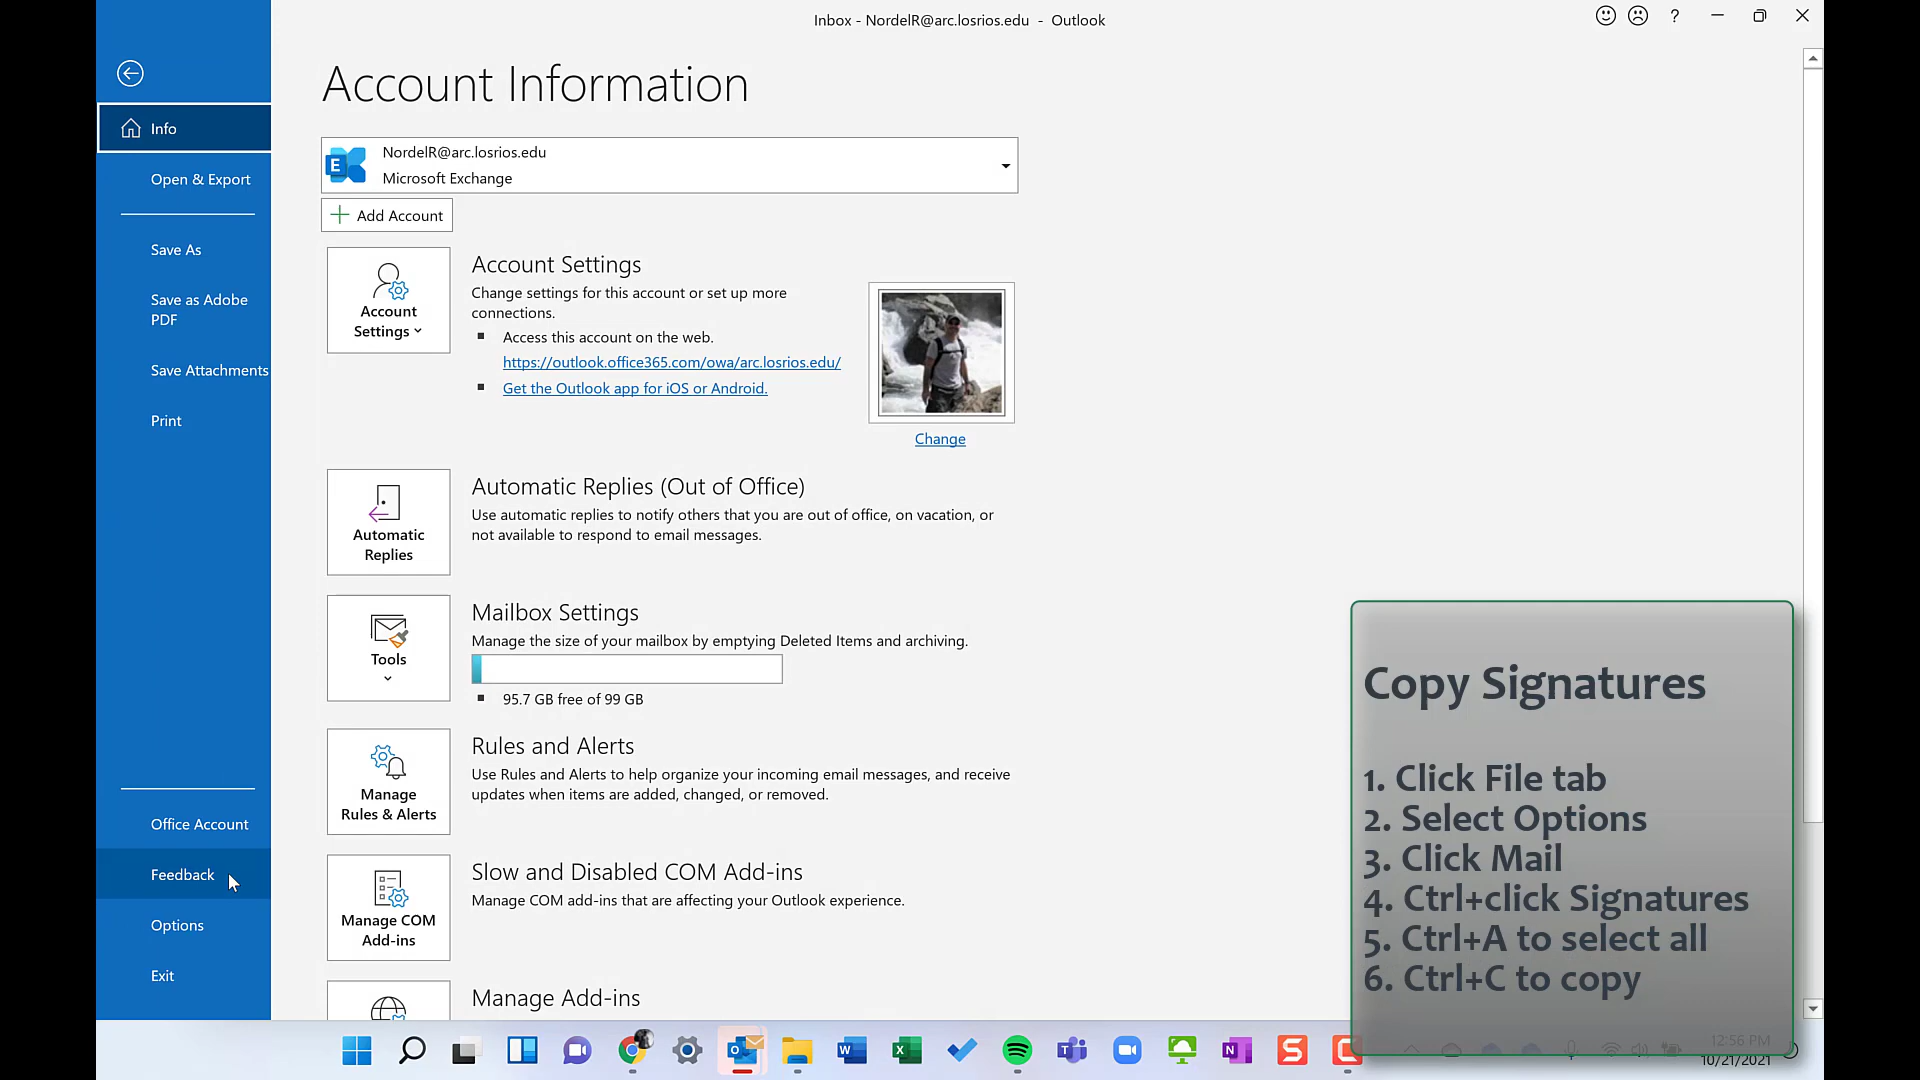 Inbox - NordelR@arc.losrios.edu - Outlook
?
Account Information
Info
Open & Export
Save As
Save as Adobe
PDF
Save Attachments
Print
Office Account
Feedback
Options
Exit
E
NordelR@arc.losrios.edu
Microsoft Exchange
Add Account
Account
Settings
Account Settings
Change settings for this account or set up more
connections.
Access this account on the web.
https://outlook.office365.com/owa/arc.losrios.edu/
Get the Outlook app for iOS or Android.
Change
Automatic
Replies
Automatic Replies (Out of Office)
Use automatic replies to notify others that you are out of office, on vacation, or
not available to respond to email messages.
Tools
Mailbox Settings
Manage the size of your mailbox by emptying Deleted Items and archiving.
95.7 GB free of 99 GB
Manage
Rules & Alerts
Rules and Alerts
Use Rules and Alerts to help organize your incoming email messages, and receive
updates when items are added, changed, or removed.
Manage COM
Add-ins
Slow and Disabled COM Add-ins
Manage COM add-ins that are affecting your Outlook experience.
Manage Add-ins
Copy Signatures
1. Click File tab
2. Select Options
3. Click Mail
4. Ctrl+click Signatures
5. Ctrl+A to select all
6. Ctrl+C to copy
12:56 PM
10/21/2021